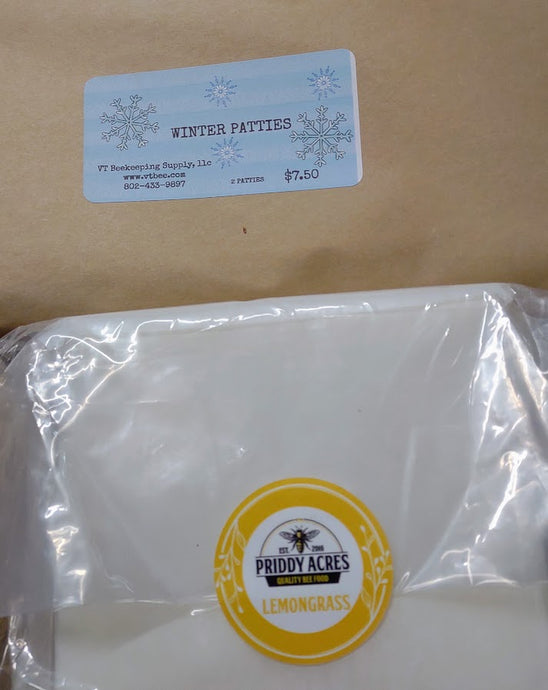 WINTER PATTIES
VT Beekeeping Supply, llc
www.vtbee.com
802-433-9897
2 PATTIES $7.50
EST. 2016
PRIDDY ACRES
QUALITY BEE FOOD
LEMONGRASS